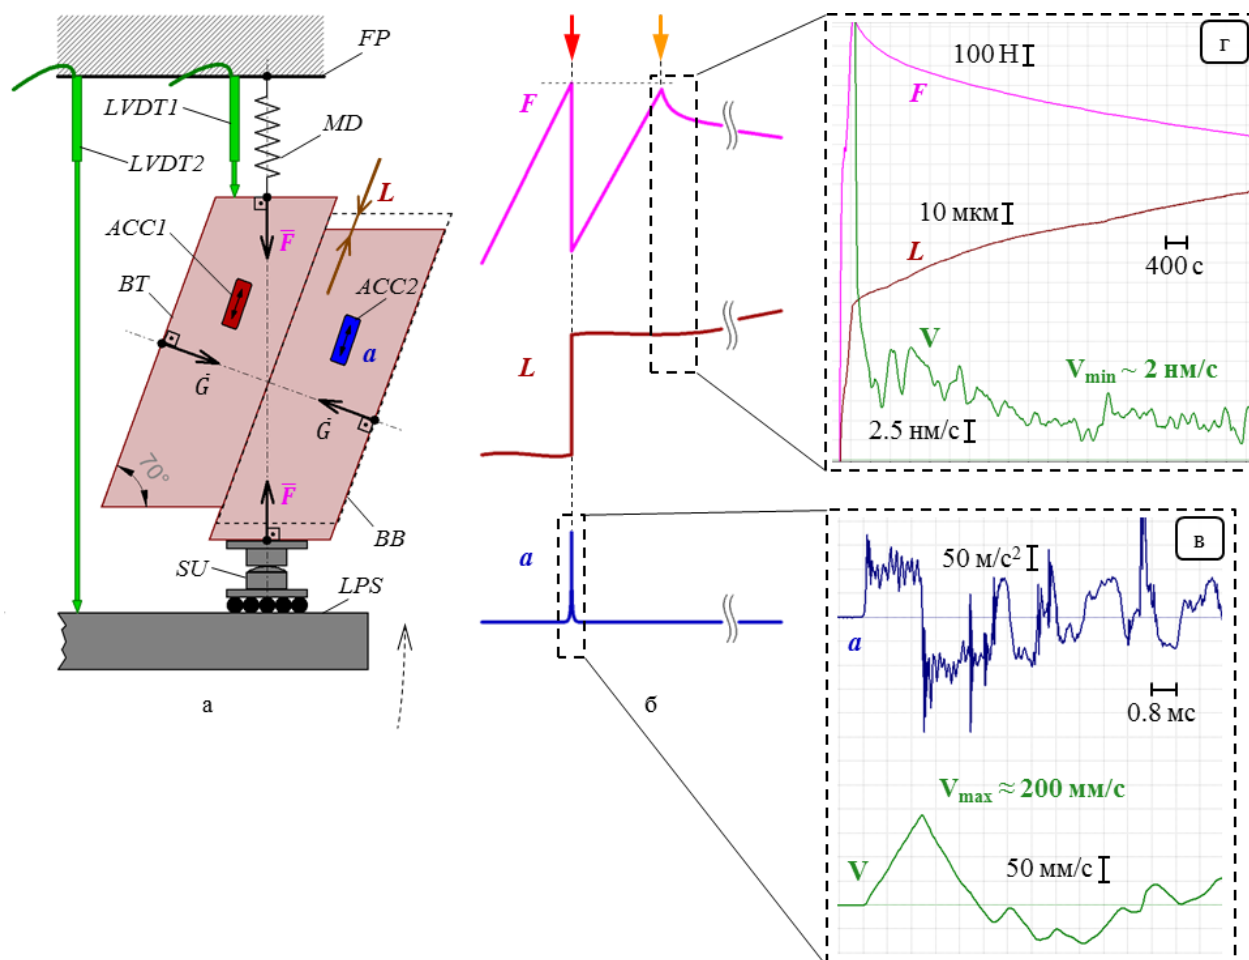 FP
LVDT1
MD
LVDT2
L
ACC1
F̅
ACC2
BT
a
G̅
G̅
70°
F̅
BB
SU
LPS
а
F
L
a
б
г
100 Н
F
10 мкм
L
400 с
V
Vmin ~ 2 нм/с
2.5 нм/с
в
50 м/с²
a
0.8 мс
Vmax ≈ 200 мм/с
V
50 мм/с